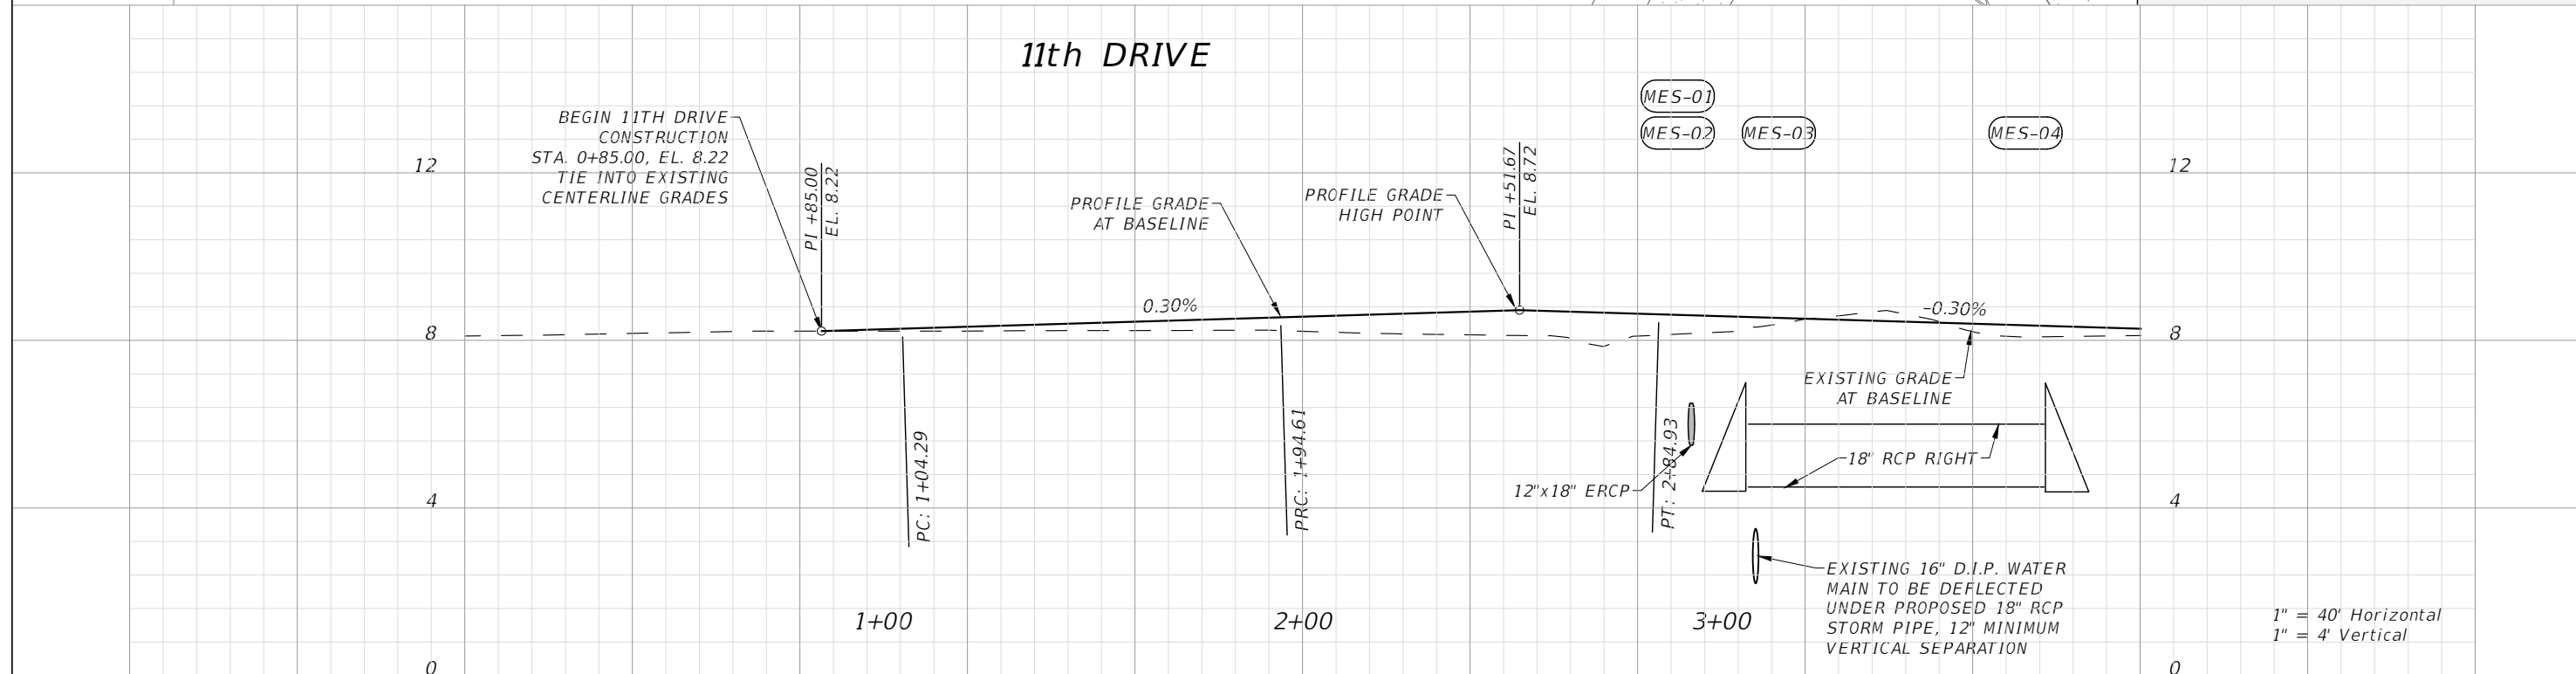 11th DRIVE
MES-01
MES-02
MES-03
MES-04
BEGIN 11TH DRIVE
CONSTRUCTION
STA. 0+85.00, EL. 8.22
TIE INTO EXISTING
CENTERLINE GRADES
12
12
PI +85.00
EL. 8.22
PROFILE GRADE
AT BASELINE
PROFILE GRADE
HIGH POINT
PI +51.67
EL. 8.72
0.30%
-0.30%
8
8
EXISTING GRADE
AT BASELINE
PC: 1+04.29
PRC: 1+94.61
PT: 2+84.93
18" RCP RIGHT
12"x18" ERCP
4
4
EXISTING 16" D.I.P. WATER
MAIN TO BE DEFLECTED
UNDER PROPOSED 18" RCP
STORM PIPE, 12" MINIMUM
VERTICAL SEPARATION
1+00
2+00
3+00
1" = 40' Horizontal
1" = 4' Vertical
0
0